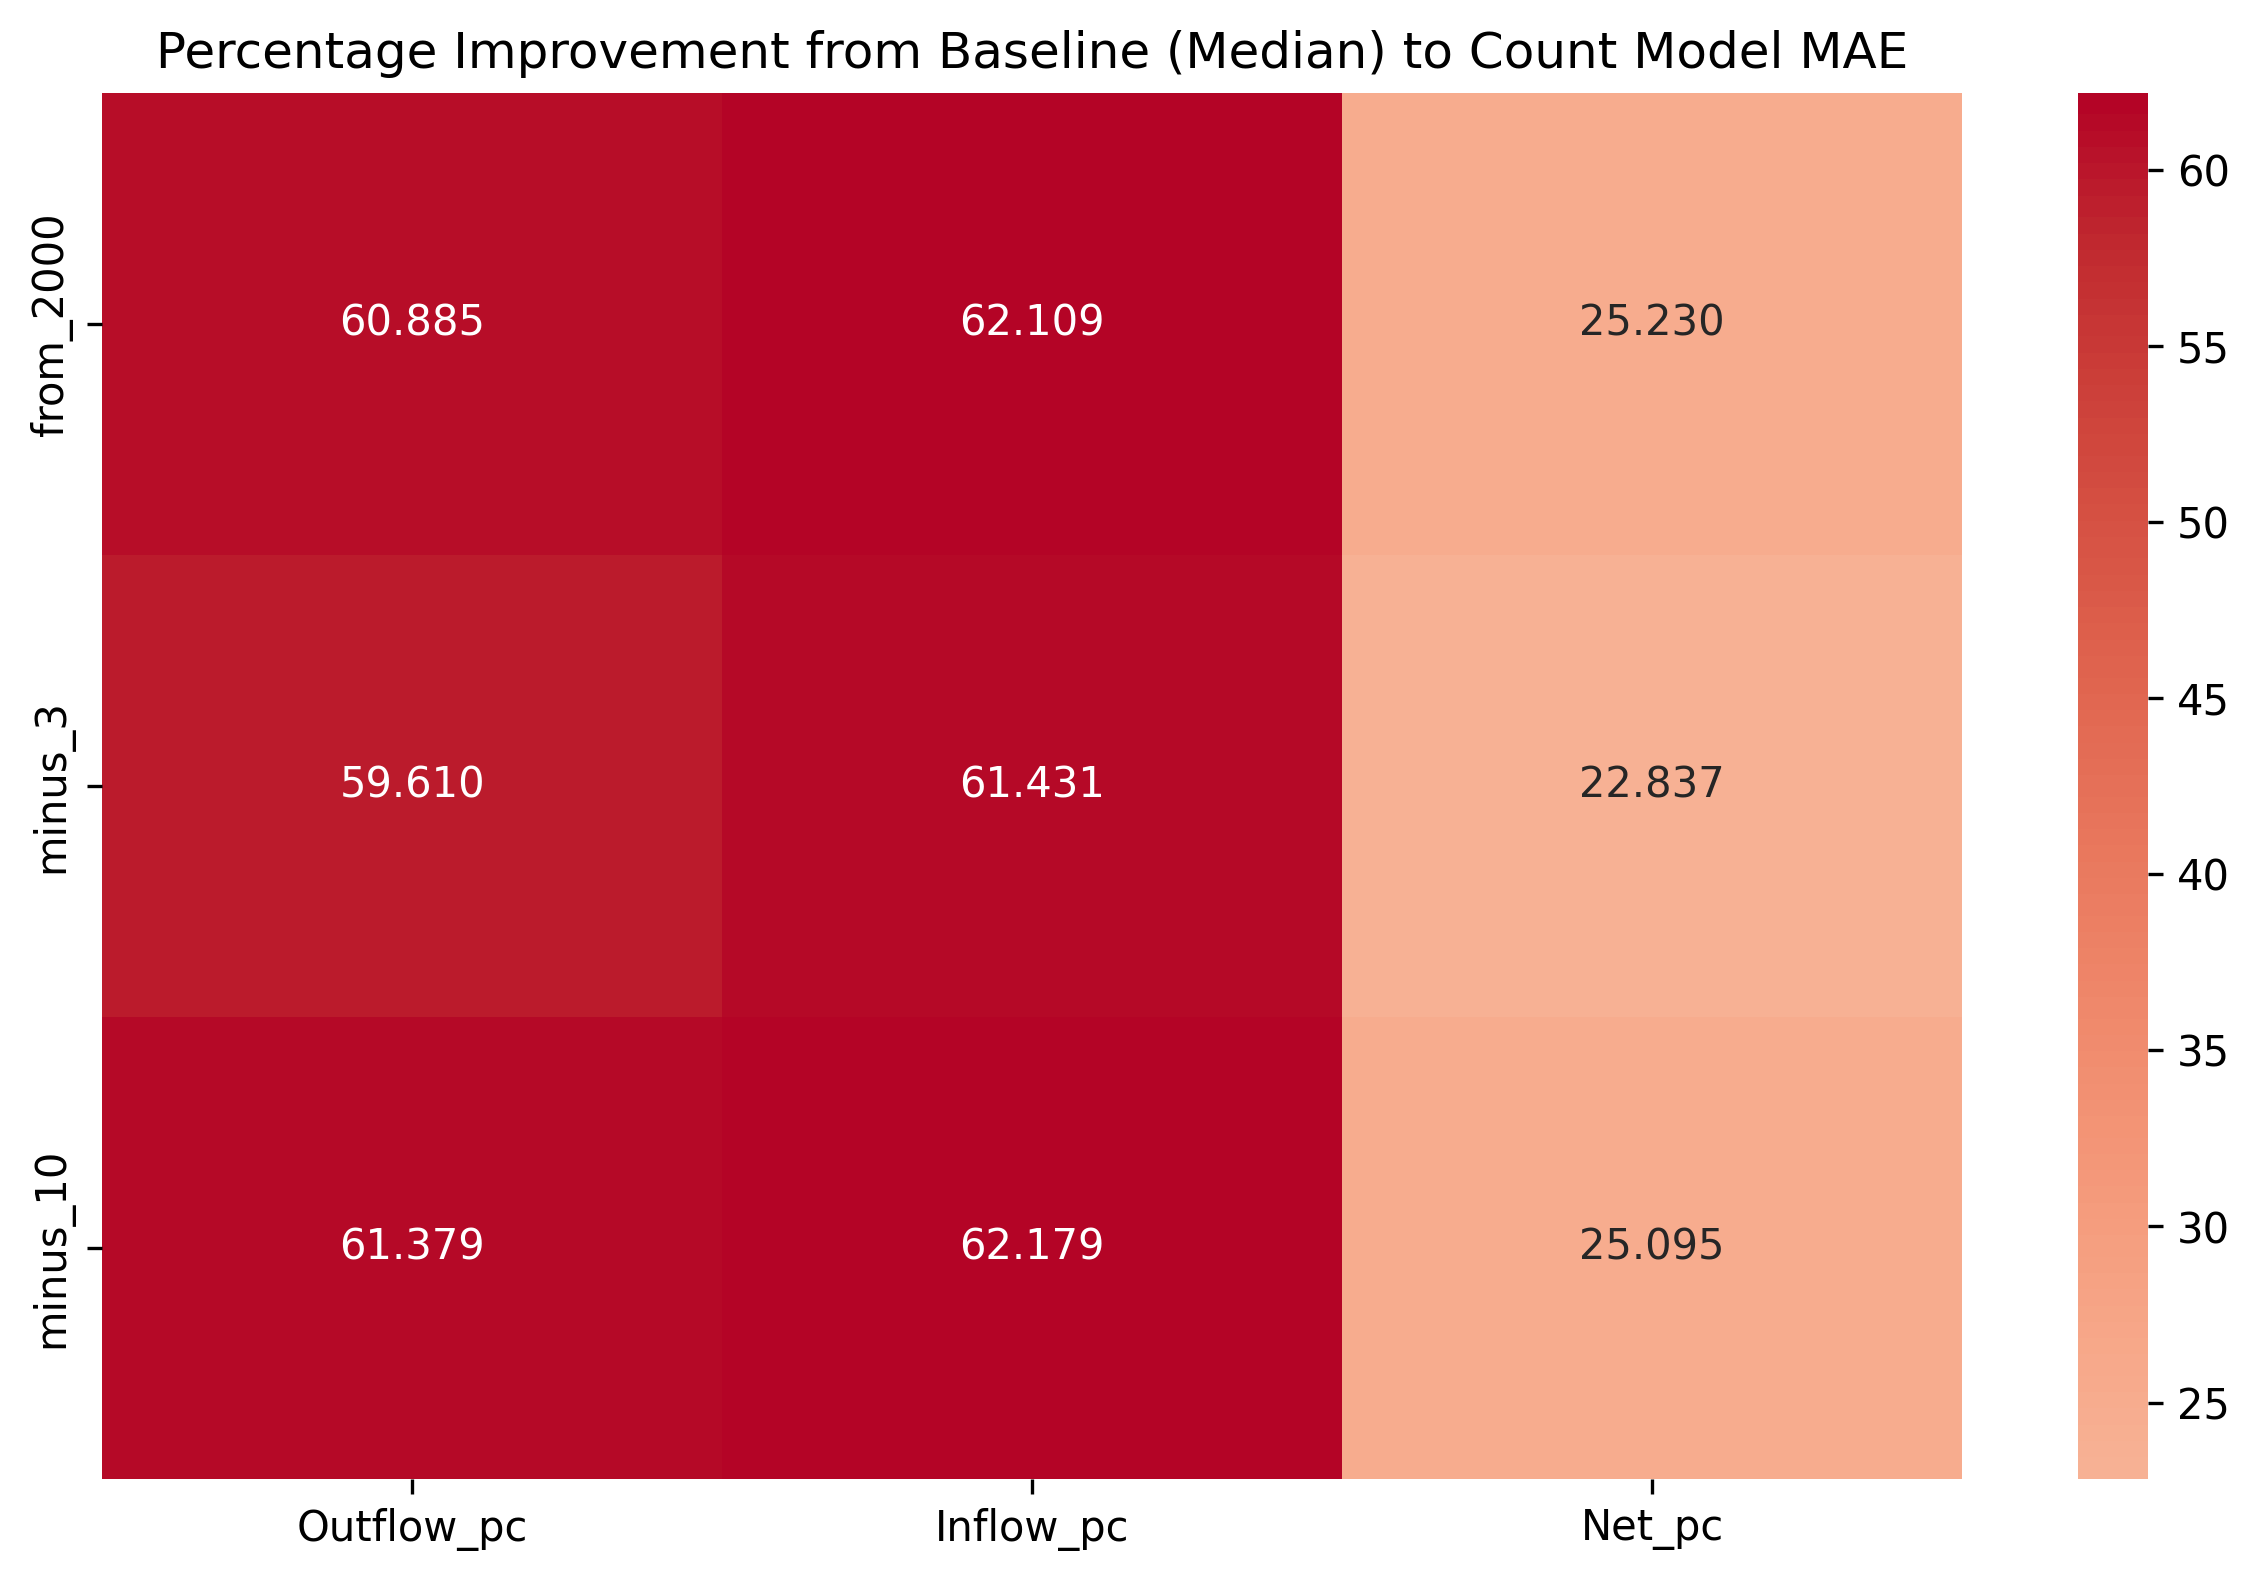 Percentage Improvement from Baseline (Median) to Count Model MAE
from_2000
60.885
62.109
25.230
minus_3
59.610
61.431
22.837
minus_10
61.379
62.179
25.095
Outflow_pc
Inflow_pc
Net_pc
60
55
50
45
40
35
30
25